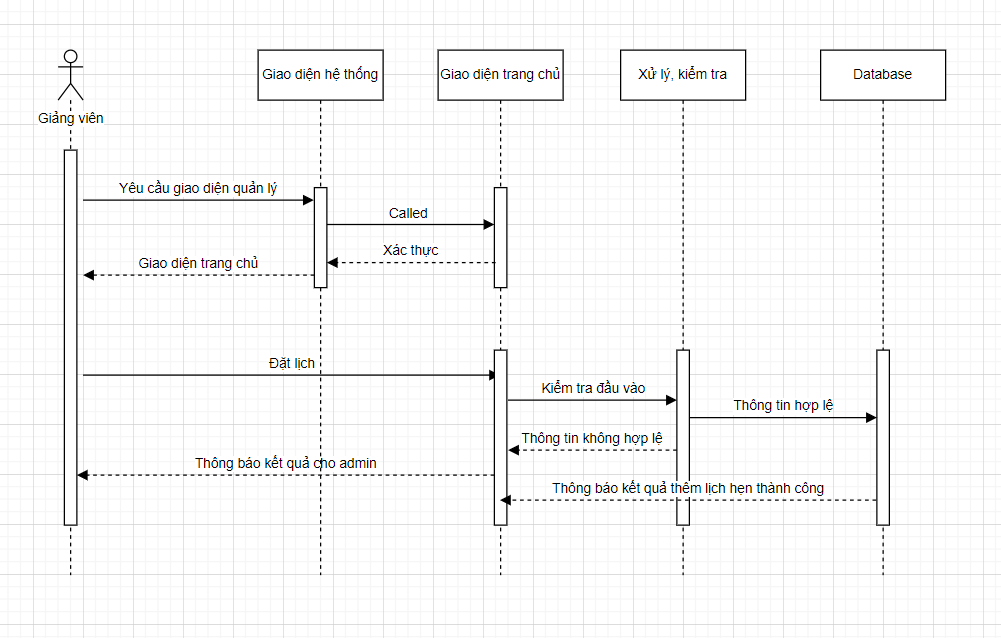 Giao diện hệ thống
Giao diện trang chủ
Xử lý, kiểm tra
Database
Giảng viên
Yêu cầu giao diện quản lý
Called
Xác thực
Giao diện trang chủ
Đặt lịch
Kiểm tra đầu vào
Thông tin hợp lệ
Thông tin không hợp lệ
Thông báo kết quả cho admin
Thông báo kết quả thêm lịch hẹn thành công